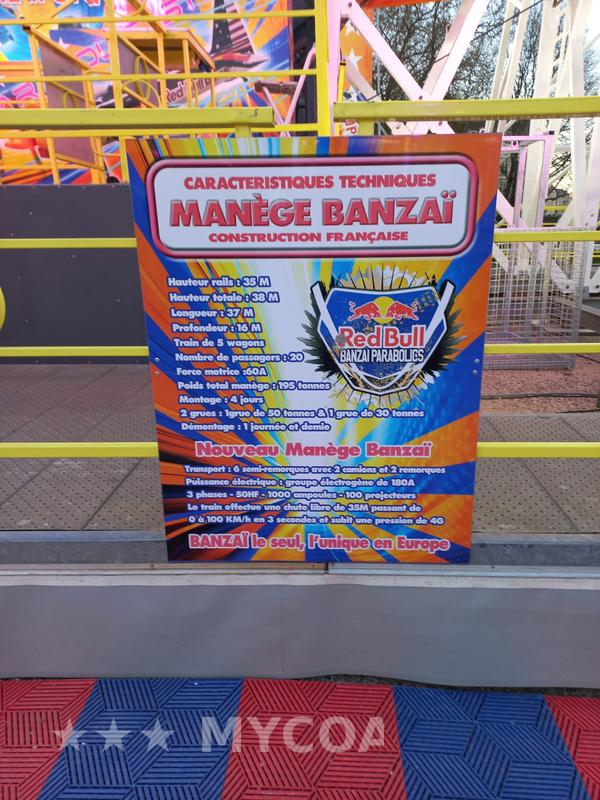 CARACTERISTIQUES TECHNIQUES
MANÈGE BANZAÏ
CONSTRUCTION FRANÇAISE
Hauteur rails : 35 M
Hauteur totale : 38 M
Longueur : 37 M
Profondeur : 16 M
Train de 5 wagons
Nombre de passagers : 20
Force motrice :60A
Poids total manège : 195 tonnes
Montage : 4 jours
2 grues : 1grue de 50 tonnes & 1 grue de 30 tonnes
Démontage : 1 journée et demie
Red Bull
BANZAI PARABOLICS
Nouveau Manège Banzaï
Transport : 6 semi-remorques avec 2 camions et 2 remorques
Puissance électrique : groupe électrogène de 180A
3 phases - 50HF - 1000 ampoules - 100 projecteurs
Le train effectue une chute libre de 35M passant de
0 à 100 KM/h en 3 secondes et subit une pression de 4G
BANZAÏ le seul, l'unique en Europe
Red Bull
★★★ MYCOA